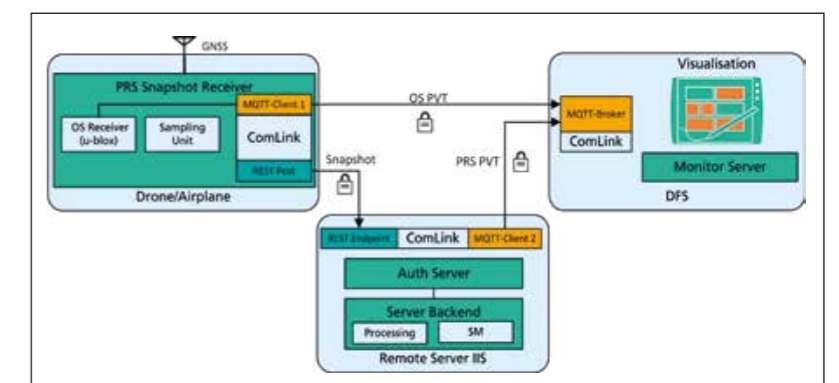 GNSS
PRS Snapshot Receiver
MQTT-Client 1
OS Receiver
(u-blox)
Sampling
Unit
ComLink
REST Post
Drone/Airplane
OS PVT
Snapshot
PRS PVT
Visualisation
MQTT-Broker
ComLink
Monitor Server
DFS
REST-Endpoint
ComLink
MQTT-Client 2
Auth Server
Server Backend
Processing
SM
Remote Server IIS